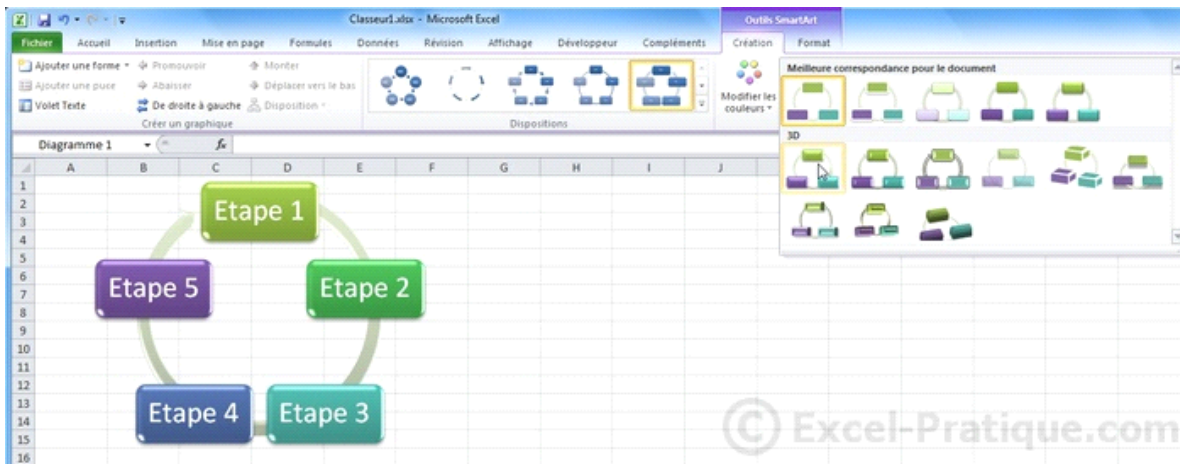 Classeur1.xlsx - Microsoft Excel
Outils SmartArt
Fichier Accueil Insertion Mise en page Formules Données Révision Affichage Développeur Compléments Création Format
Ajouter une forme Promouvoir Monter
Ajouter une puce Abaisser Déplacer vers le bas
Volet Texte De droite à gauche Disposition
Créer un graphique
Dispositions
Modifier les
couleurs
Meilleure correspondance pour le document
3D
Diagramme 1 fx
A B C D E F G H I J
1
2
3
4
5
6
7
8
9
10
11
12
13
14
15
16
Etape 1
Etape 5 Etape 2
Etape 4 Etape 3
© Excel-Pratique.com